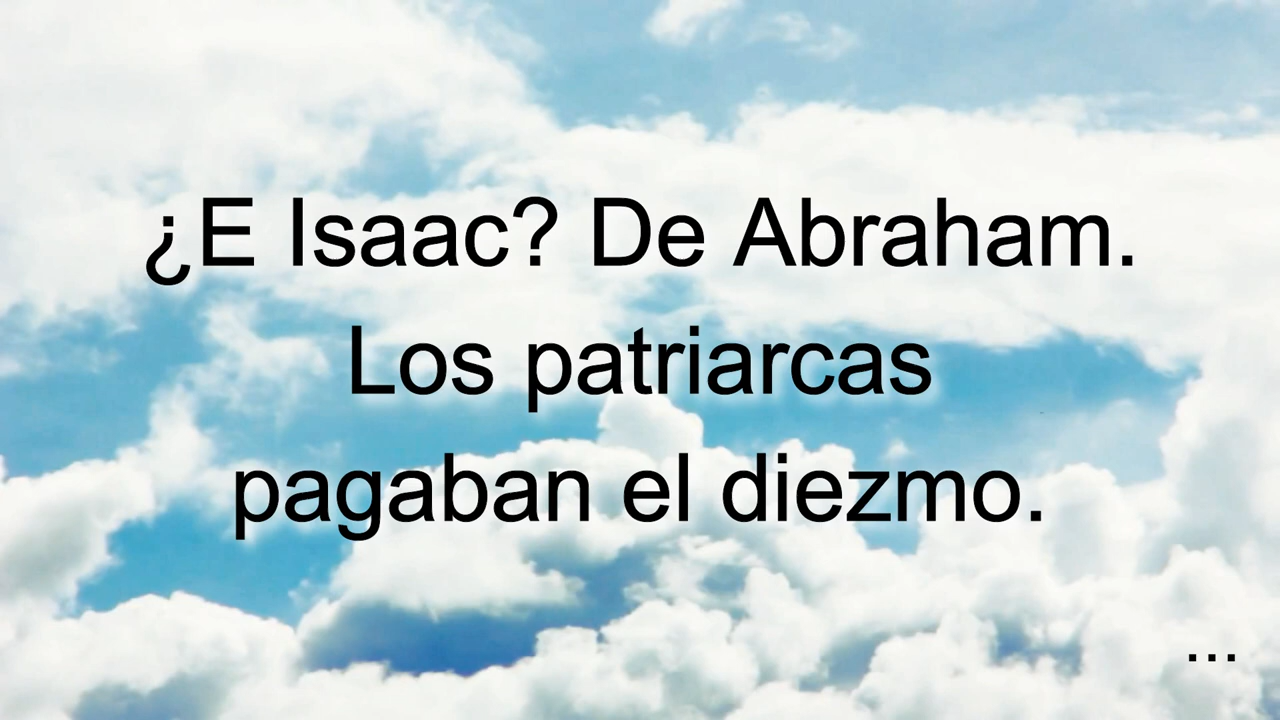 ¿E Isaac? De Abraham.
Los patriarcas
pagaban el diezmo.
...